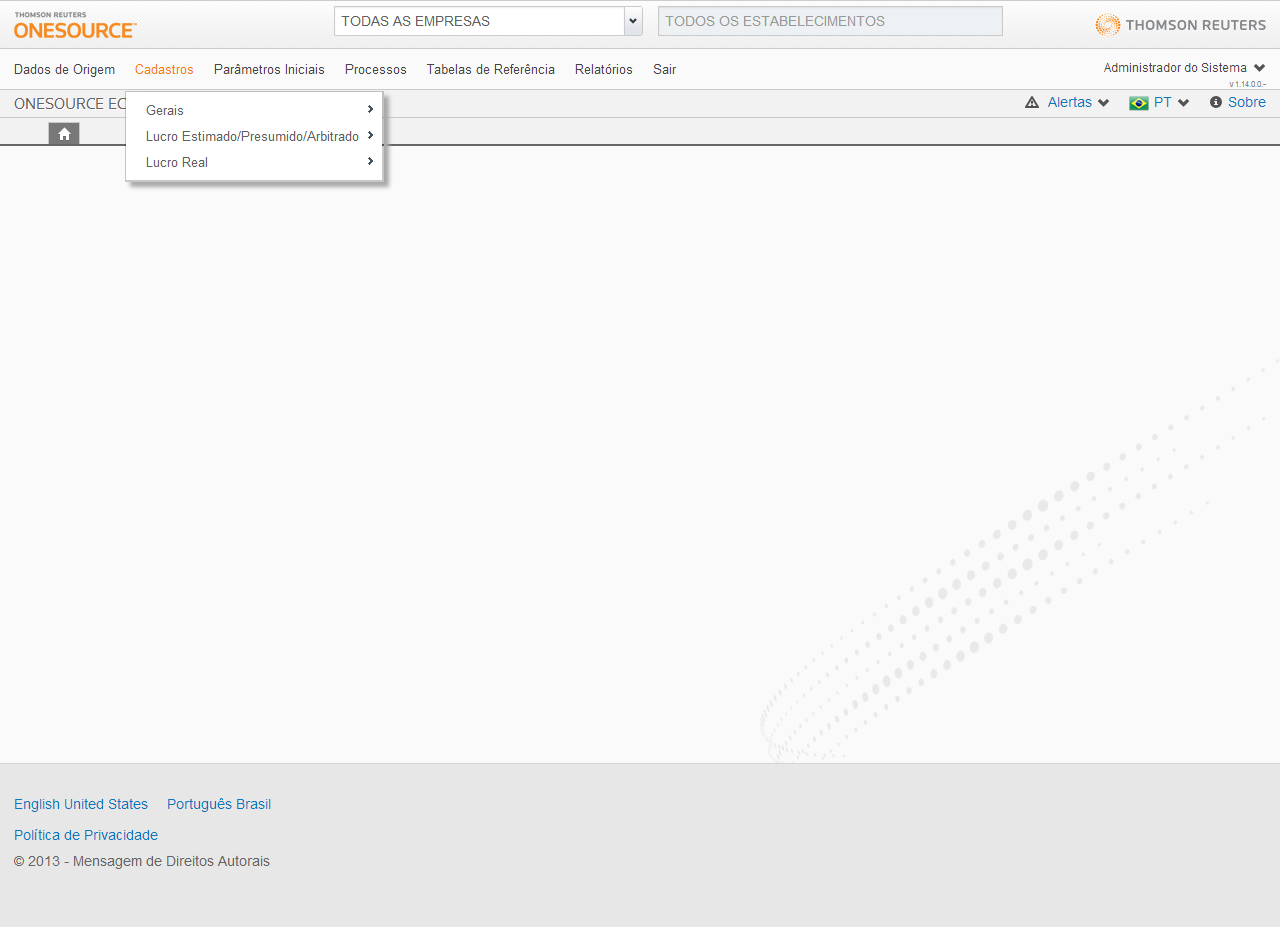 THOMSON REUTERS
ONESOURCE™
TODAS AS EMPRESAS
TODOS OS ESTABELECIMENTOS
THOMSON REUTERS
Dados de Origem Cadastros Parâmetros Iniciais Processos Tabelas de Referência Relatórios Sair
Administrador do Sistema
v 1.14.0.0.-
ONESOURCE EC
Alertas PT Sobre
Gerais
Lucro Estimado/Presumido/Arbitrado
Lucro Real
English United States Português Brasil
Política de Privacidade
© 2013 - Mensagem de Direitos Autorais